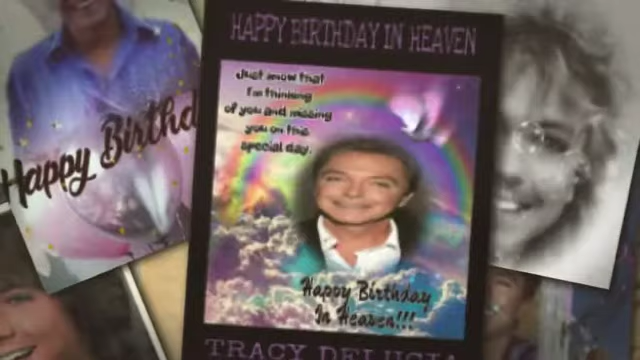 HAPPY BIRTHDAY IN HEAVEN
Just know that
I'm thinking
of you and missing
you on this
special day.
Happy Birthday
In Heaven!!!
TRACY DELUCIA
Happy Birthd